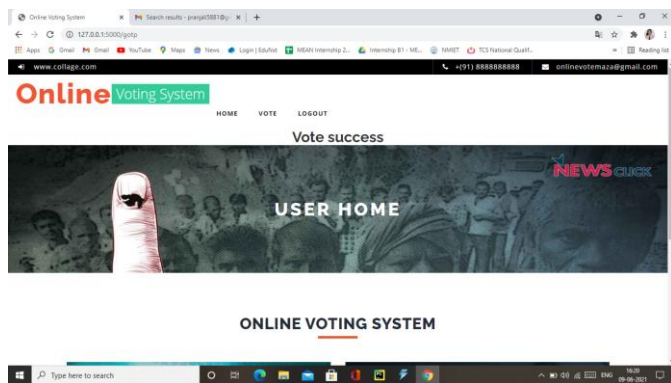 Online Voting System
Search results - pranjat5881@g
127.0.0.1:5000/gotp
Apps Gmail Gmail YouTube Maps News Login | Edufist MEAN Internship 2... Internship B1 - ME... NMIET TCS National Qualif... Reading list
www.collage.com +(91) 8888888888 onlinevotemaza@gmail.com
Online Voting System
HOME VOTE LOGOUT
Vote success
NEWSCLICK
USER HOME
ONLINE VOTING SYSTEM
Type here to search
ENG
16:20
09-06-2021